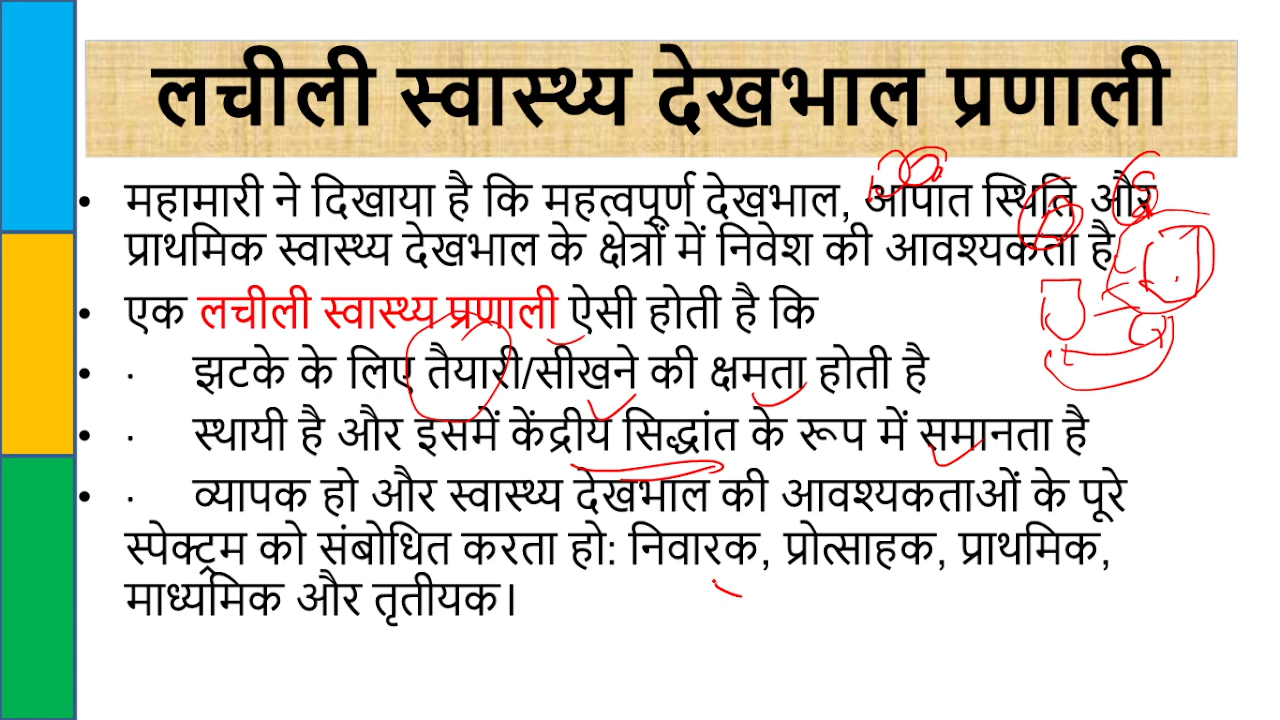 लचीली स्वास्थ्य देखभाल प्रणाली
• महामारी ने दिखाया है कि महत्वपूर्ण देखभाल, आपात स्थिति और
प्राथमिक स्वास्थ्य देखभाल के क्षेत्रों में निवेश की आवश्यकता है
• एक लचीली स्वास्थ्य प्रणाली ऐसी होती है कि
• · झटके के लिए तैयारी/सीखने की क्षमता होती है
• · स्थायी है और इसमें केंद्रीय सिद्धांत के रूप में समानता है
• · व्यापक हो और स्वास्थ्य देखभाल की आवश्यकताओं के पूरे
स्पेक्ट्रम को संबोधित करता हो: निवारक, प्रोत्साहक, प्राथमिक,
माध्यमिक और तृतीयक।